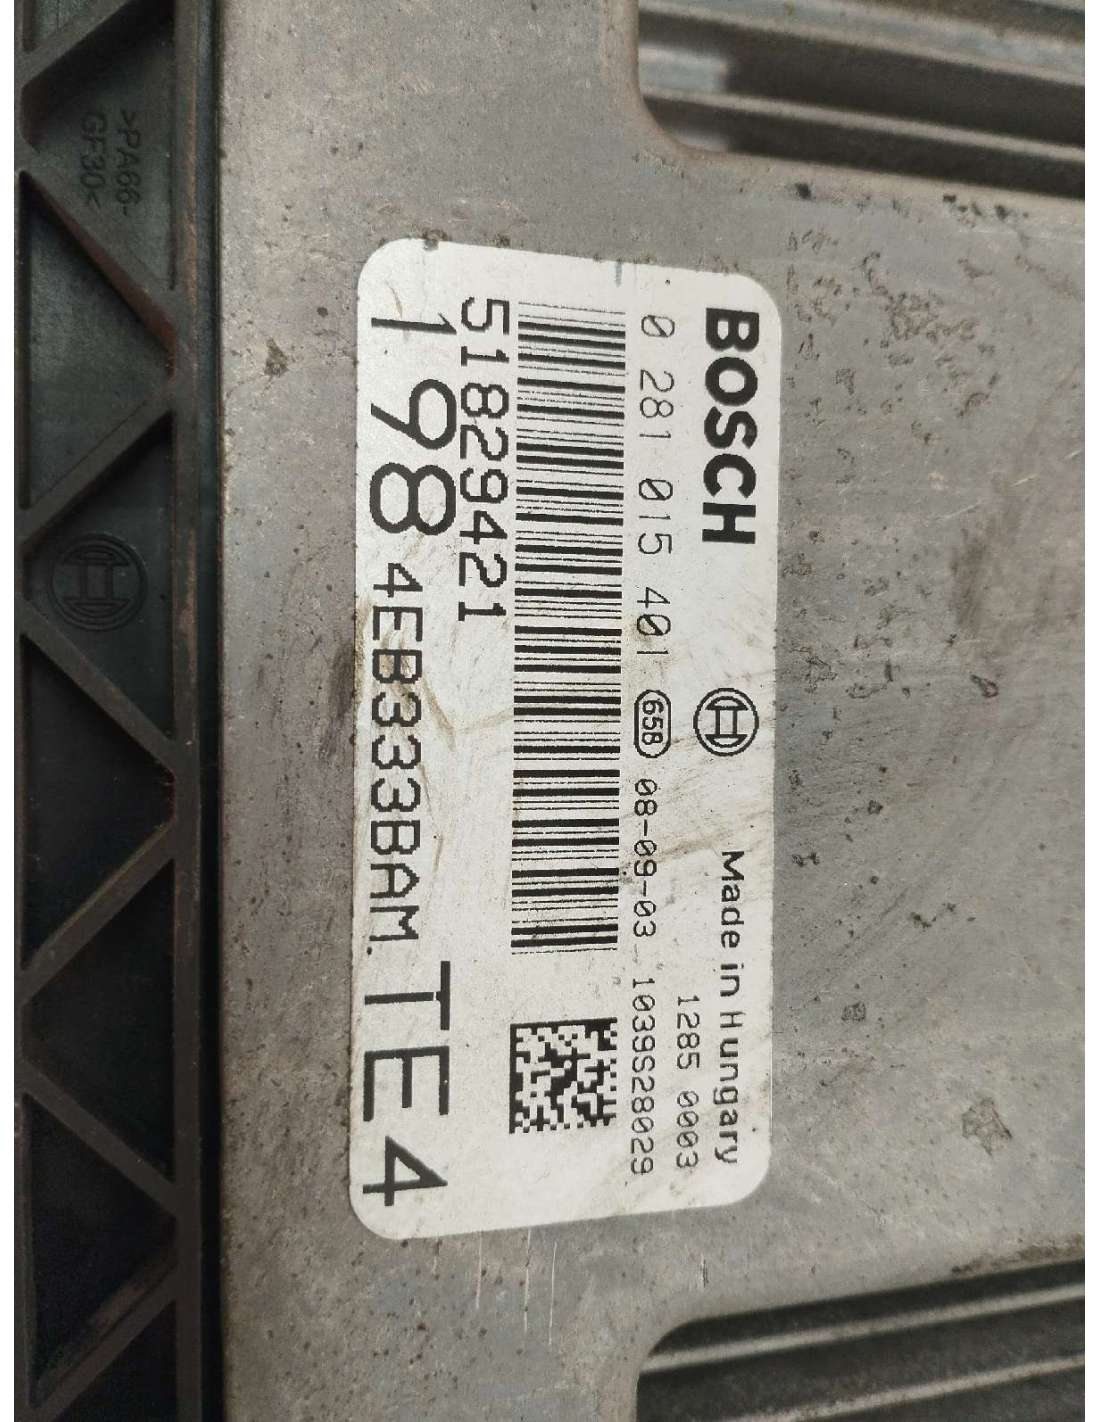 BOSCH Made in Hungary
1285 0003
0 281 015 401 65B 08-09-03 1039S28029
51829421
198 4EB333BAM. TE4
>PA66-
GF30<